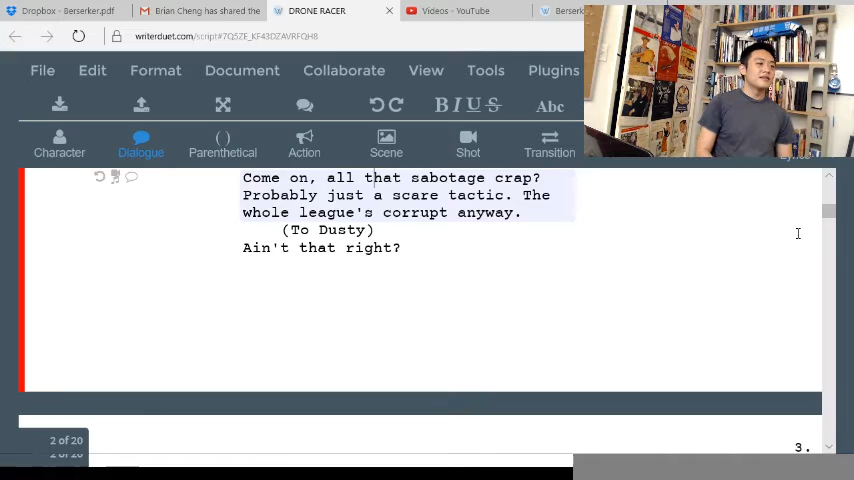 Dropbox - Berserker.pdf
Brian Cheng has shared the
DRONE RACER
Videos - YouTube
Berserk
writerduet.com/script#7Q5ZE_KF43DZAVRFQH8
File Edit Format Document Collaborate View Tools Plugins
B I U S Abc
Character Dialogue Parenthetical Action Scene Shot Transition
Come on, all that sabotage crap?
Probably just a scare tactic. The
whole league's corrupt anyway.
(To Dusty)
Ain't that right?
2 of 20
2 of 20
3.